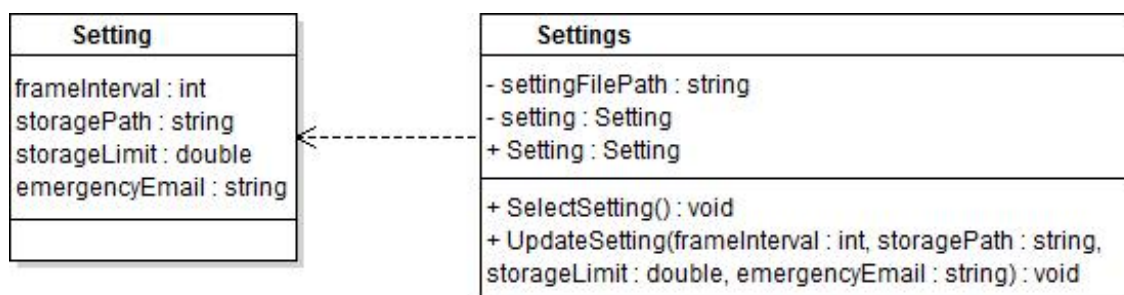 Setting
frameInterval : int
storagePath : string
storageLimit : double
emergencyEmail : string
Settings
- settingFilePath : string
- setting : Setting
+ Setting : Setting
+ SelectSetting() : void
+ UpdateSetting(frameInterval : int, storagePath : string,
storageLimit : double, emergencyEmail : string) : void